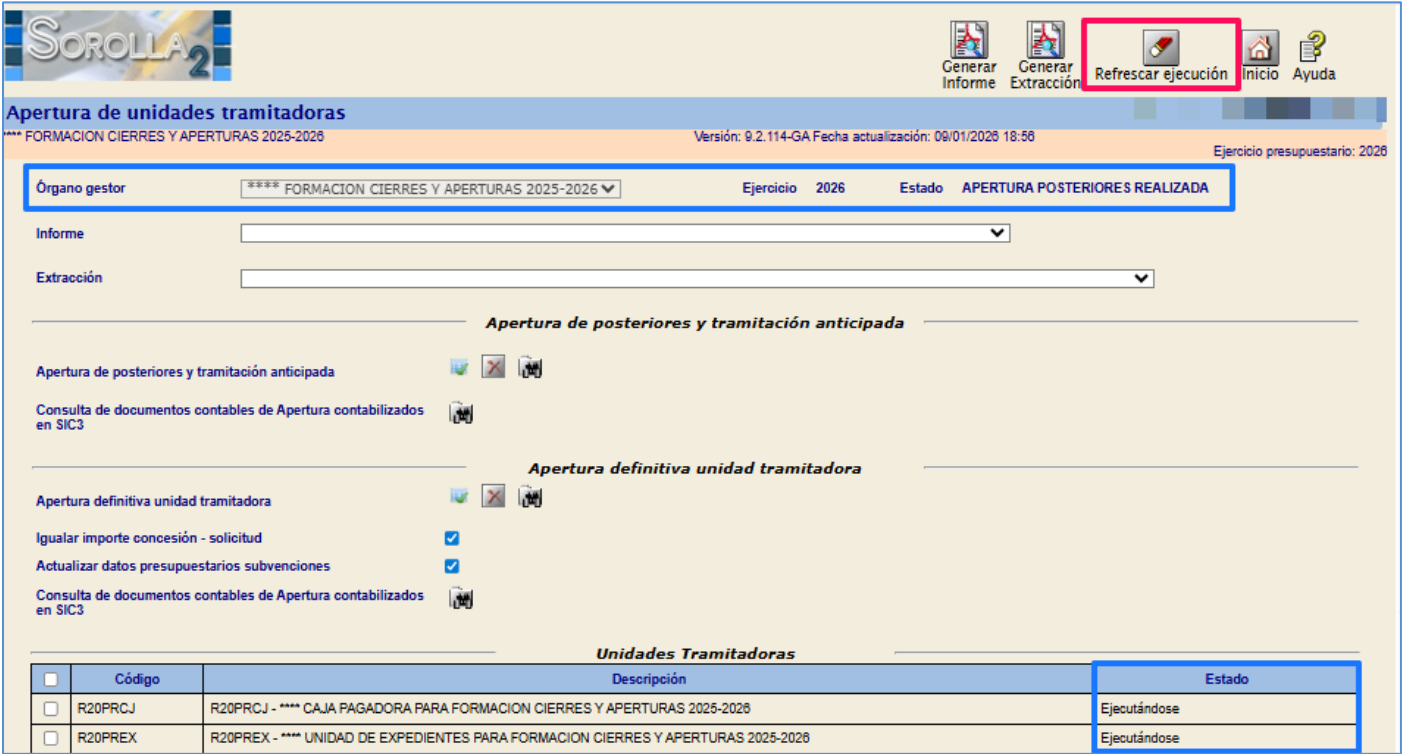 SOROLLA2
Generar Informe
Generar Extracción
Refrescar ejecución
Inicio
Ayuda
Apertura de unidades tramitadoras
**** FORMACION CIERRES Y APERTURAS 2025-2026 Versión: 9.2.114-GA Fecha actualización: 09/01/2026 18:56
Ejercicio presupuestario: 2026
Órgano gestor **** FORMACION CIERRES Y APERTURAS 2025-2026 Ejercicio 2026 Estado APERTURA POSTERIORES REALIZADA
Informe
Extracción
Apertura de posteriores y tramitación anticipada
Apertura de posteriores y tramitación anticipada
Consulta de documentos contables de Apertura contabilizados
en SIC3
Apertura definitiva unidad tramitadora
Apertura definitiva unidad tramitadora
Igualar importe concesión - solicitud
Actualizar datos presupuestarios subvenciones
Consulta de documentos contables de Apertura contabilizados
en SIC3
Unidades Tramitadoras
Código Descripción Estado
R20PRCJ R20PRCJ - **** CAJA PAGADORA PARA FORMACION CIERRES Y APERTURAS 2025-2026 Ejecutándose
R20PREX R20PREX - **** UNIDAD DE EXPEDIENTES PARA FORMACION CIERRES Y APERTURAS 2025-2026 Ejecutándose